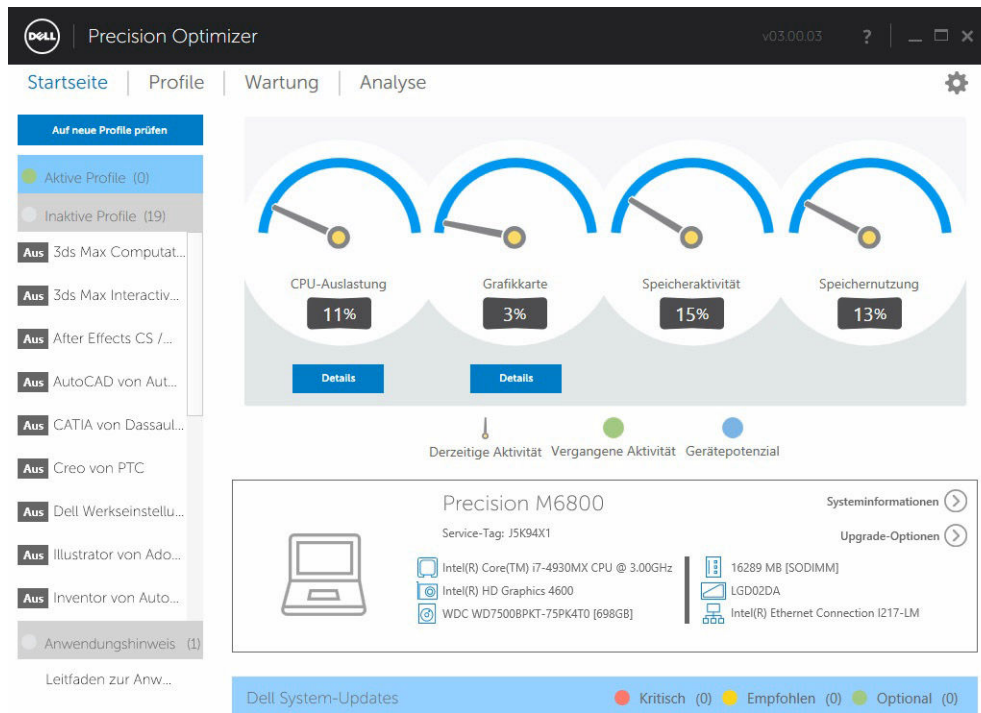 DELL Precision Optimizer v03.00.03 ?
Startseite Profile Wartung Analyse
Auf neue Profile prüfen
Aktive Profile (0)
Inaktive Profile (19)
Aus 3ds Max Computat...
Aus 3ds Max Interactiv...
Aus After Effects CS /...
Aus AutoCAD von Aut...
Aus CATIA von Dassaul...
Aus Creo von PTC
Aus Dell Werkseinstellu...
Aus Illustrator von Ado...
Aus Inventor von Auto...
Anwendungshinweis (1)
Leitfaden zur Anw...
CPU-Auslastung
11%
Details
Grafikkarte
3%
Details
Speicheraktivität
15%
Speichernutzung
13%
Derzeitige Aktivität Vergangene Aktivität Gerätepotenzial
Precision M6800
Service-Tag: J5K94X1
Systeminformationen
Upgrade-Optionen
Intel(R) Core(TM) i7-4930MX CPU @ 3.00GHz
Intel(R) HD Graphics 4600
WDC WD7500BPKT-75PK4T0 [698GB]
16289 MB [SODIMM]
LGD02DA
Intel(R) Ethernet Connection I217-LM
Dell System-Updates Kritisch (0) Empfohlen (0) Optional (0)